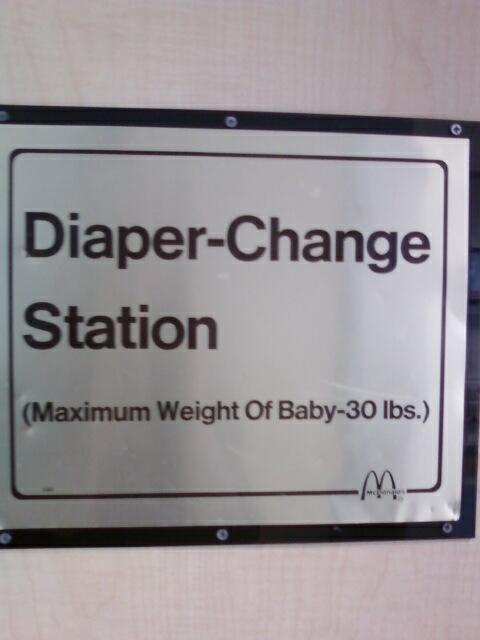 Diaper-Change
Station
(Maximum Weight Of Baby-30 lbs.)
McDonald's